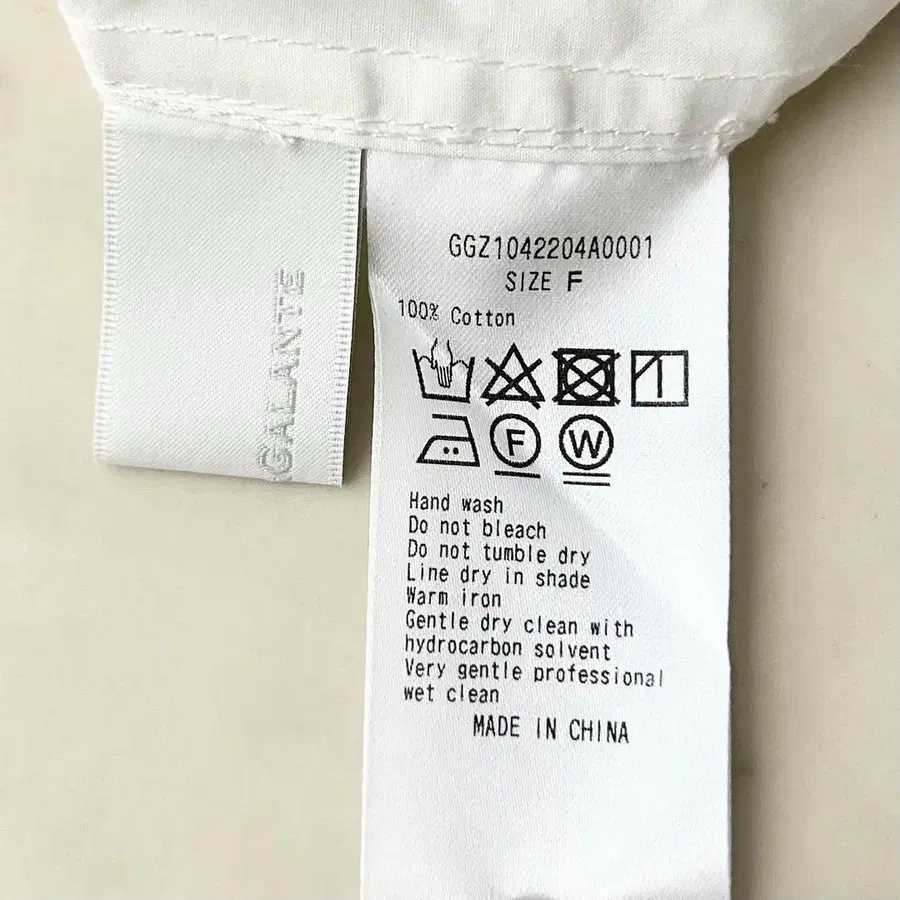 GALANTE
GGZ1042204A0001
SIZE F
100% Cotton
F W
Hand wash
Do not bleach
Do not tumble dry
Line dry in shade
Warm iron
Gentle dry clean with
hydrocarbon solvent
Very gentle professional
wet clean
MADE IN CHINA